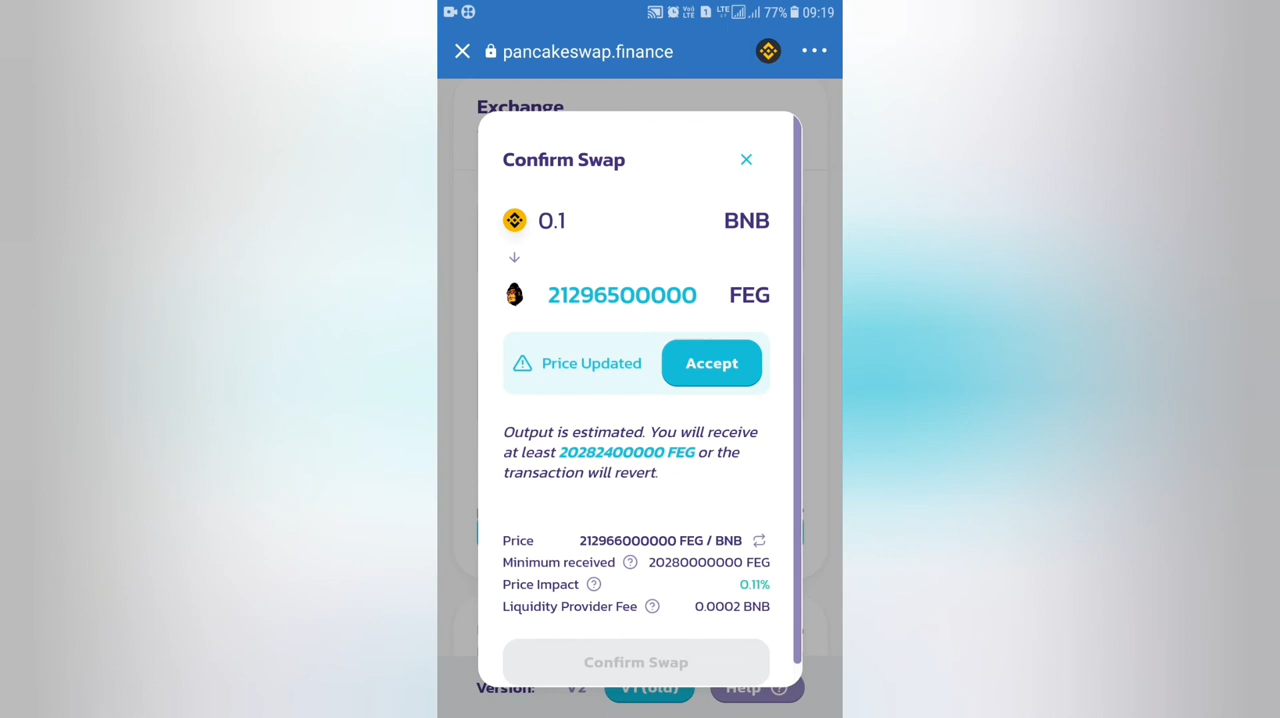 77% 09:19
pancakeswap.finance
Exchange
Confirm Swap
0.1 BNB
21296500000 FEG
Price Updated Accept
Output is estimated. You will receive
at least 20282400000 FEG or the
transaction will revert.
Price 212966000000 FEG / BNB
Minimum received ? 20280000000 FEG
Price Impact ? 0.11%
Liquidity Provider Fee ? 0.0002 BNB
Confirm Swap
Version: V2 V1 (old) Help ?